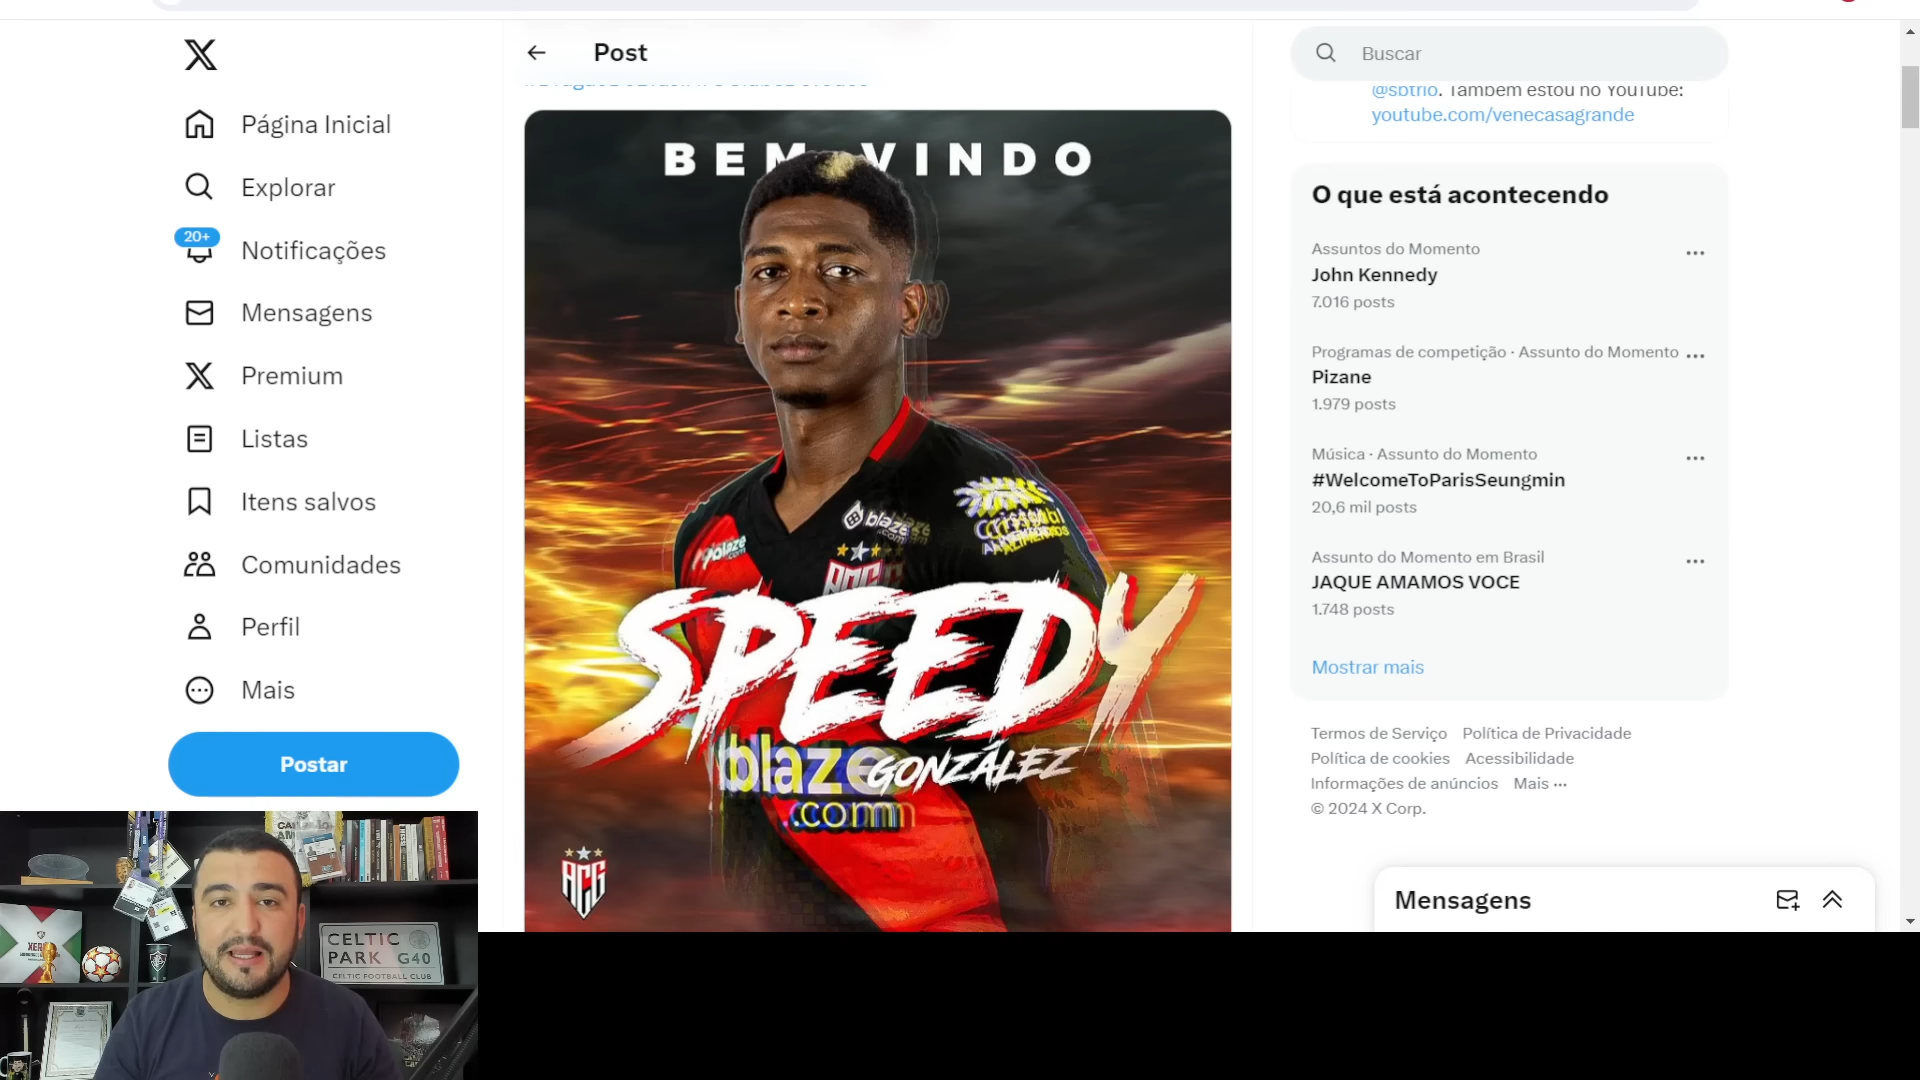 Página Inicial
Explorar
20+
Notificações
Mensagens
Premium
Listas
Itens salvos
Comunidades
Perfil
Mais
Postar
Post
BEM VINDO
blaze
blaze
.com
ACG
SPEEDY
GONZÁLEZ
blaze
.com
ACG
Buscar
@sbtrio. Também estou no YouTube:
youtube.com/venecasagrande
O que está acontecendo
Assuntos do Momento
John Kennedy
7.016 posts
Programas de competição · Assunto do Momento
Pizane
1.979 posts
Música · Assunto do Momento
#WelcomeToParisSeungmin
20,6 mil posts
Assunto do Momento em Brasil
JAQUE AMAMOS VOCE
1.748 posts
Mostrar mais
Termos de Serviço Política de Privacidade
Política de cookies Acessibilidade
Informações de anúncios Mais ···
© 2024 X Corp.
Mensagens
CELTIC
PARK G40
CELTIC FOOTBALL CLUB